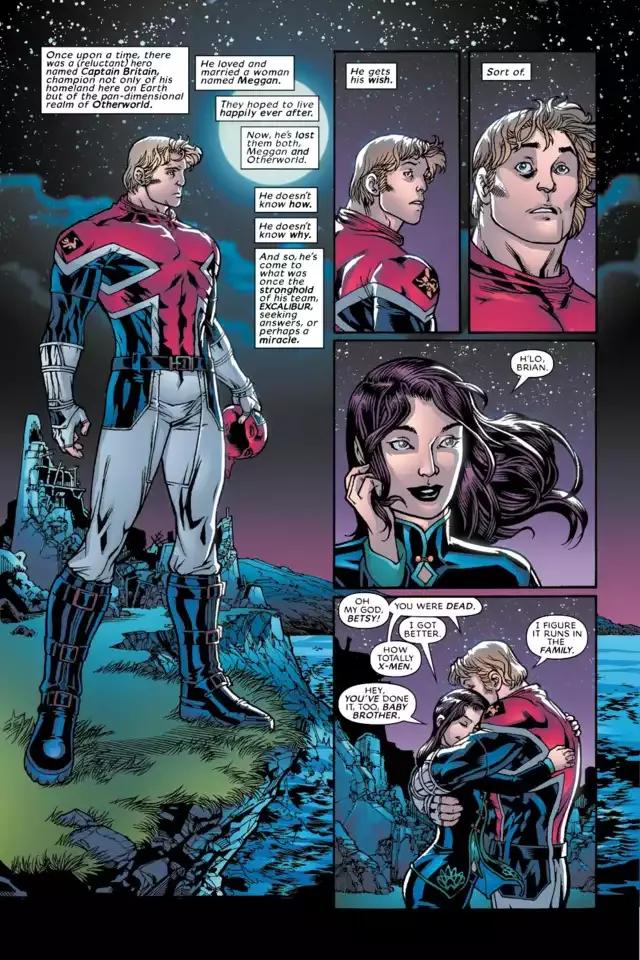 Once upon a time, there
was a (reluctant) hero
named Captain Britain,
champion not only of his
homeland here on Earth
but of the pan-dimensional
realm of Otherworld.
He loved and
married a woman
named Meggan.
They hoped to live
happily ever after.
Now, he's lost
them both,
Meggan and
Otherworld.
He doesn't
know how.
He doesn't
know why.
And so, he's
come to
what was
once the
stronghold
of his team,
EXCALIBUR,
seeking
answers, or
perhaps a
miracle.
He gets
his wish.
Sort of.
H'LO,
BRIAN.
OH
MY GOD,
BETSY!
YOU WERE DEAD.
I GOT
BETTER.
HOW
TOTALLY
X-MEN.
I FIGURE
IT RUNS
IN THE
FAMILY.
HEY,
YOU'VE DONE
IT, TOO, BABY
BROTHER.